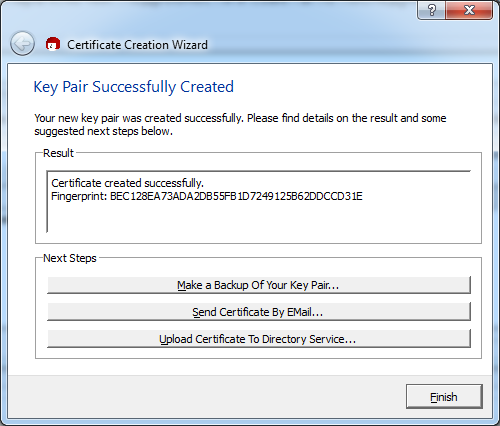 Certificate Creation Wizard
Key Pair Successfully Created
Your new key pair was created successfully. Please find details on the result and some
suggested next steps below.
Result
Certificate created successfully.
Fingerprint: BEC128EA73ADA2DB55FB1D7249125B62DDCCD31E
Next Steps
Make a Backup Of Your Key Pair...
Send Certificate By EMail...
Upload Certificate To Directory Service...
Finish